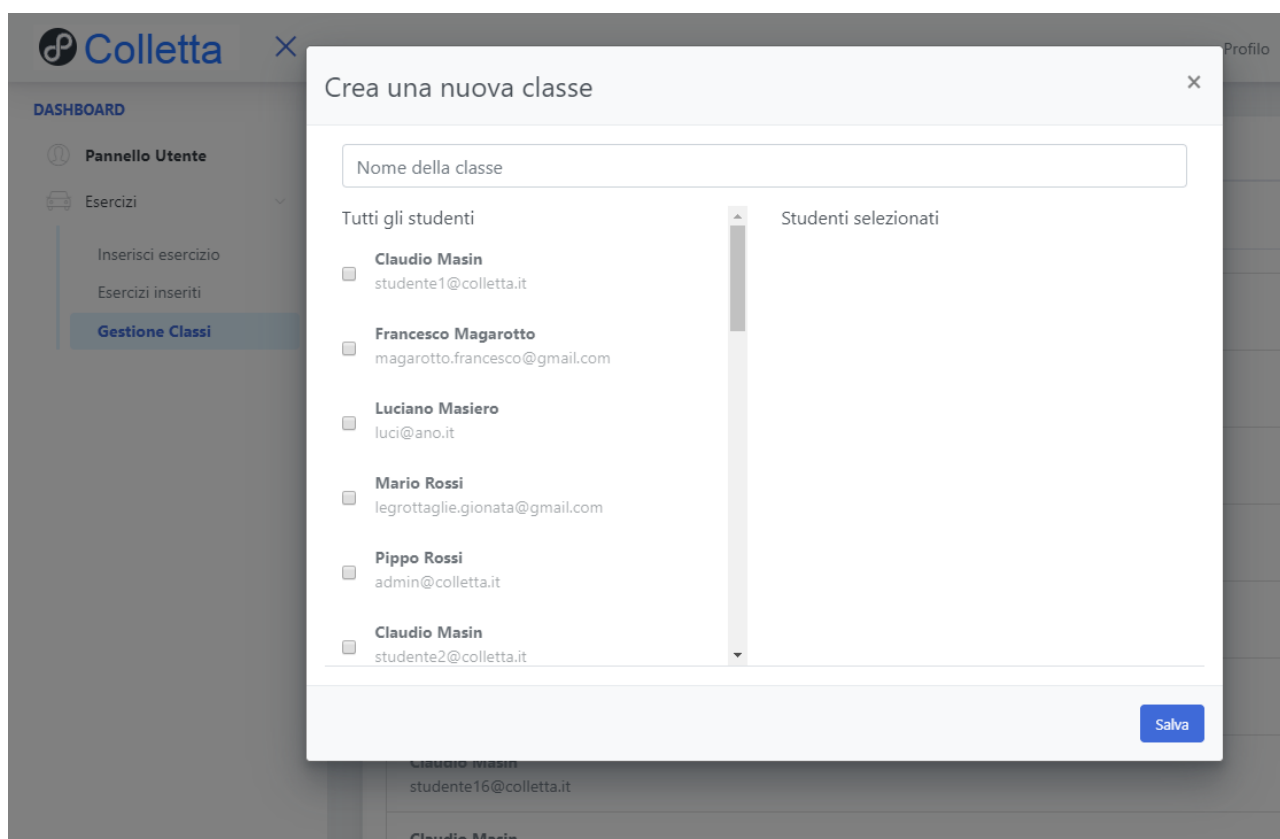 Colletta
Profilo
DASHBOARD
Pannello Utente
Esercizi
Inserisci esercizio
Esercizi inseriti
Gestione Classi
Crea una nuova classe
×
Nome della classe
Tutti gli studenti
Claudio Masin
studente1@colletta.it
Francesco Magarotto
magarotto.francesco@gmail.com
Luciano Masiero
luci@ano.it
Mario Rossi
legrottaglie.gionata@gmail.com
Pippo Rossi
admin@colletta.it
Claudio Masin
studente2@colletta.it
Studenti selezionati
Salva
Claudio Masin
studente16@colletta.it
Claudio Masin